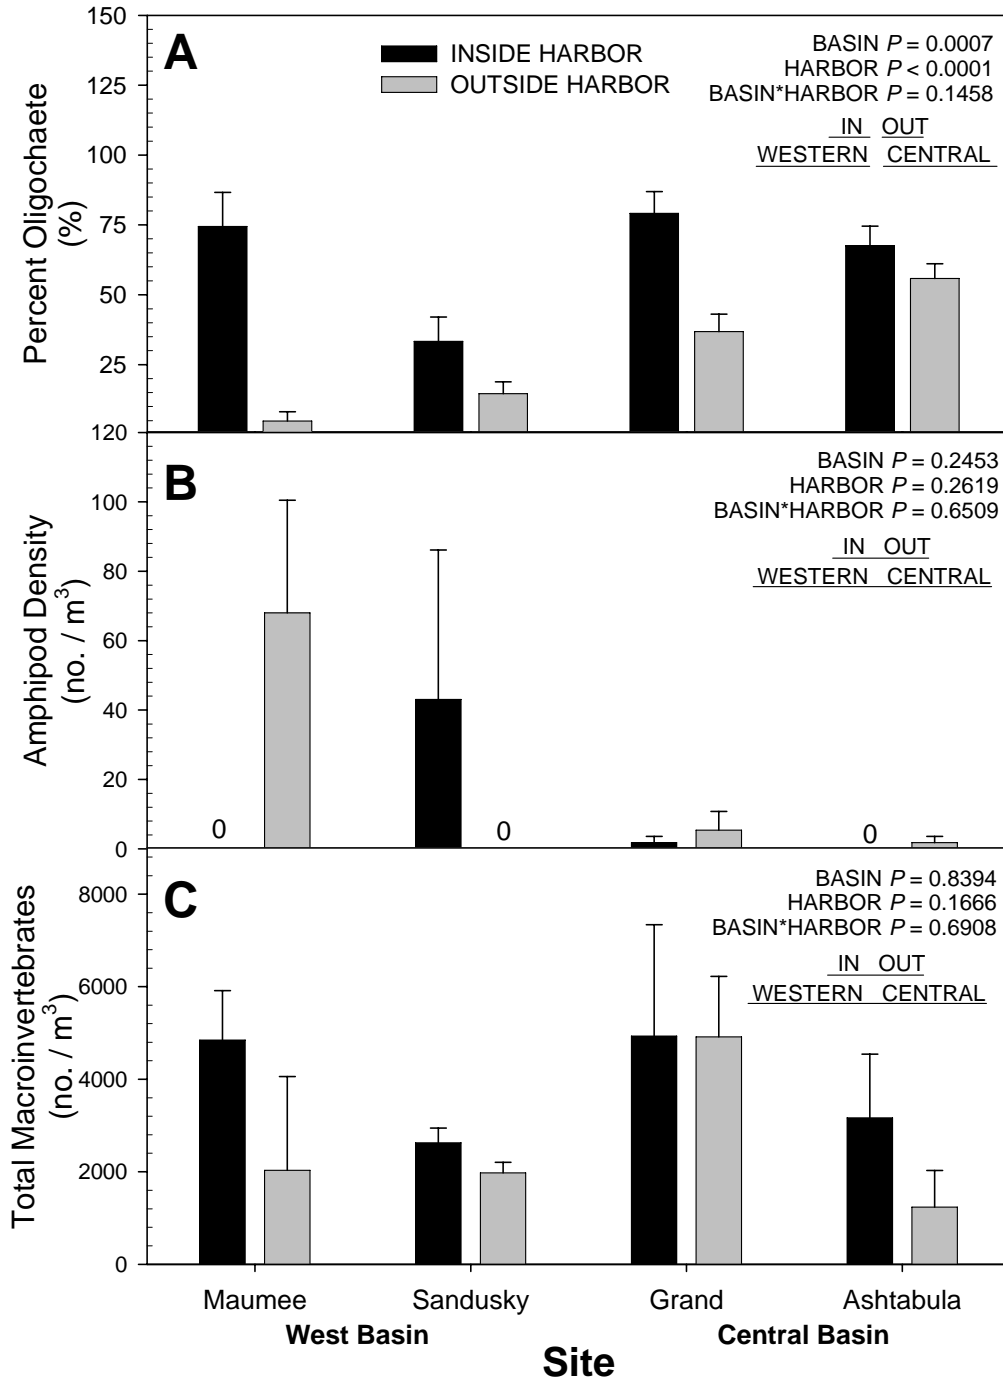 A
INSIDE HARBOR
OUTSIDE HARBOR
BASIN P = 0.0007
HARBOR P < 0.0001
BASIN*HARBOR P = 0.1458
IN OUT
WESTERN CENTRAL
Percent Oligochaete
(%)
150
125
100
75
50
25
B
BASIN P = 0.2453
HARBOR P = 0.2619
BASIN*HARBOR P = 0.6509
IN OUT
WESTERN CENTRAL
Amphipod Density
(no. / m³)
120
100
80
60
40
20
0
0
0
0
C
BASIN P = 0.8394
HARBOR P = 0.1666
BASIN*HARBOR P = 0.6908
IN OUT
WESTERN CENTRAL
Total Macroinvertebrates
(no. / m³)
8000
6000
4000
2000
0
Maumee Sandusky Grand Ashtabula
West Basin Central Basin
Site